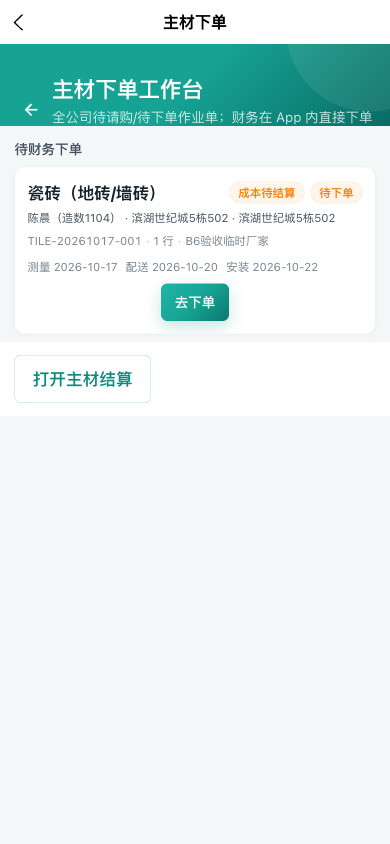 主材下单
主材下单工作台
全公司待请购/待下单作业单；财务在 App 内直接下单
待财务下单
瓷砖（地砖/墙砖） 成本待结算 待下单
陈晨（造数1104） · 滨湖世纪城5栋502 · 滨湖世纪城5栋502
TILE-20261017-001 · 1 行 · B6验收临时厂家
测量 2026-10-17 配送 2026-10-20 安装 2026-10-22
去下单
打开主材结算